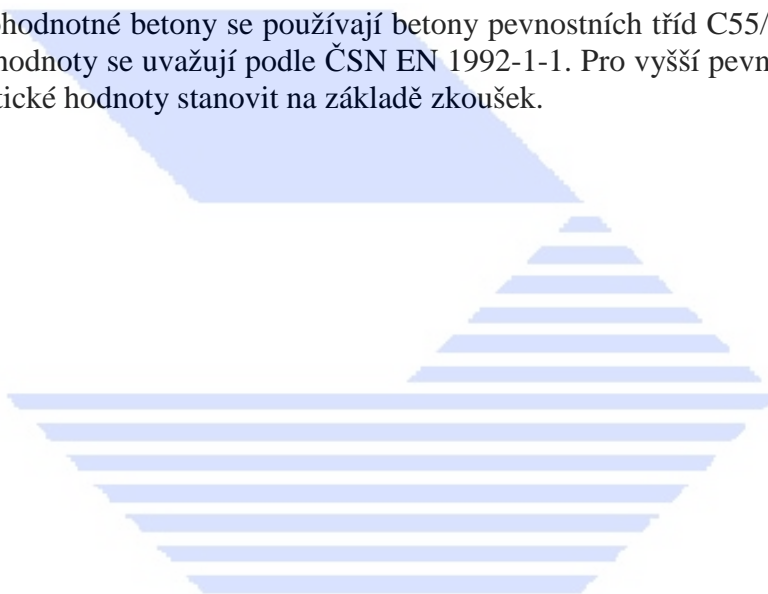 ohodnotné betony se používají betony pevnostních tříd C55/
hodnoty se uvažují podle ČSN EN 1992-1-1. Pro vyšší pevn
tické hodnoty stanovit na základě zkoušek.